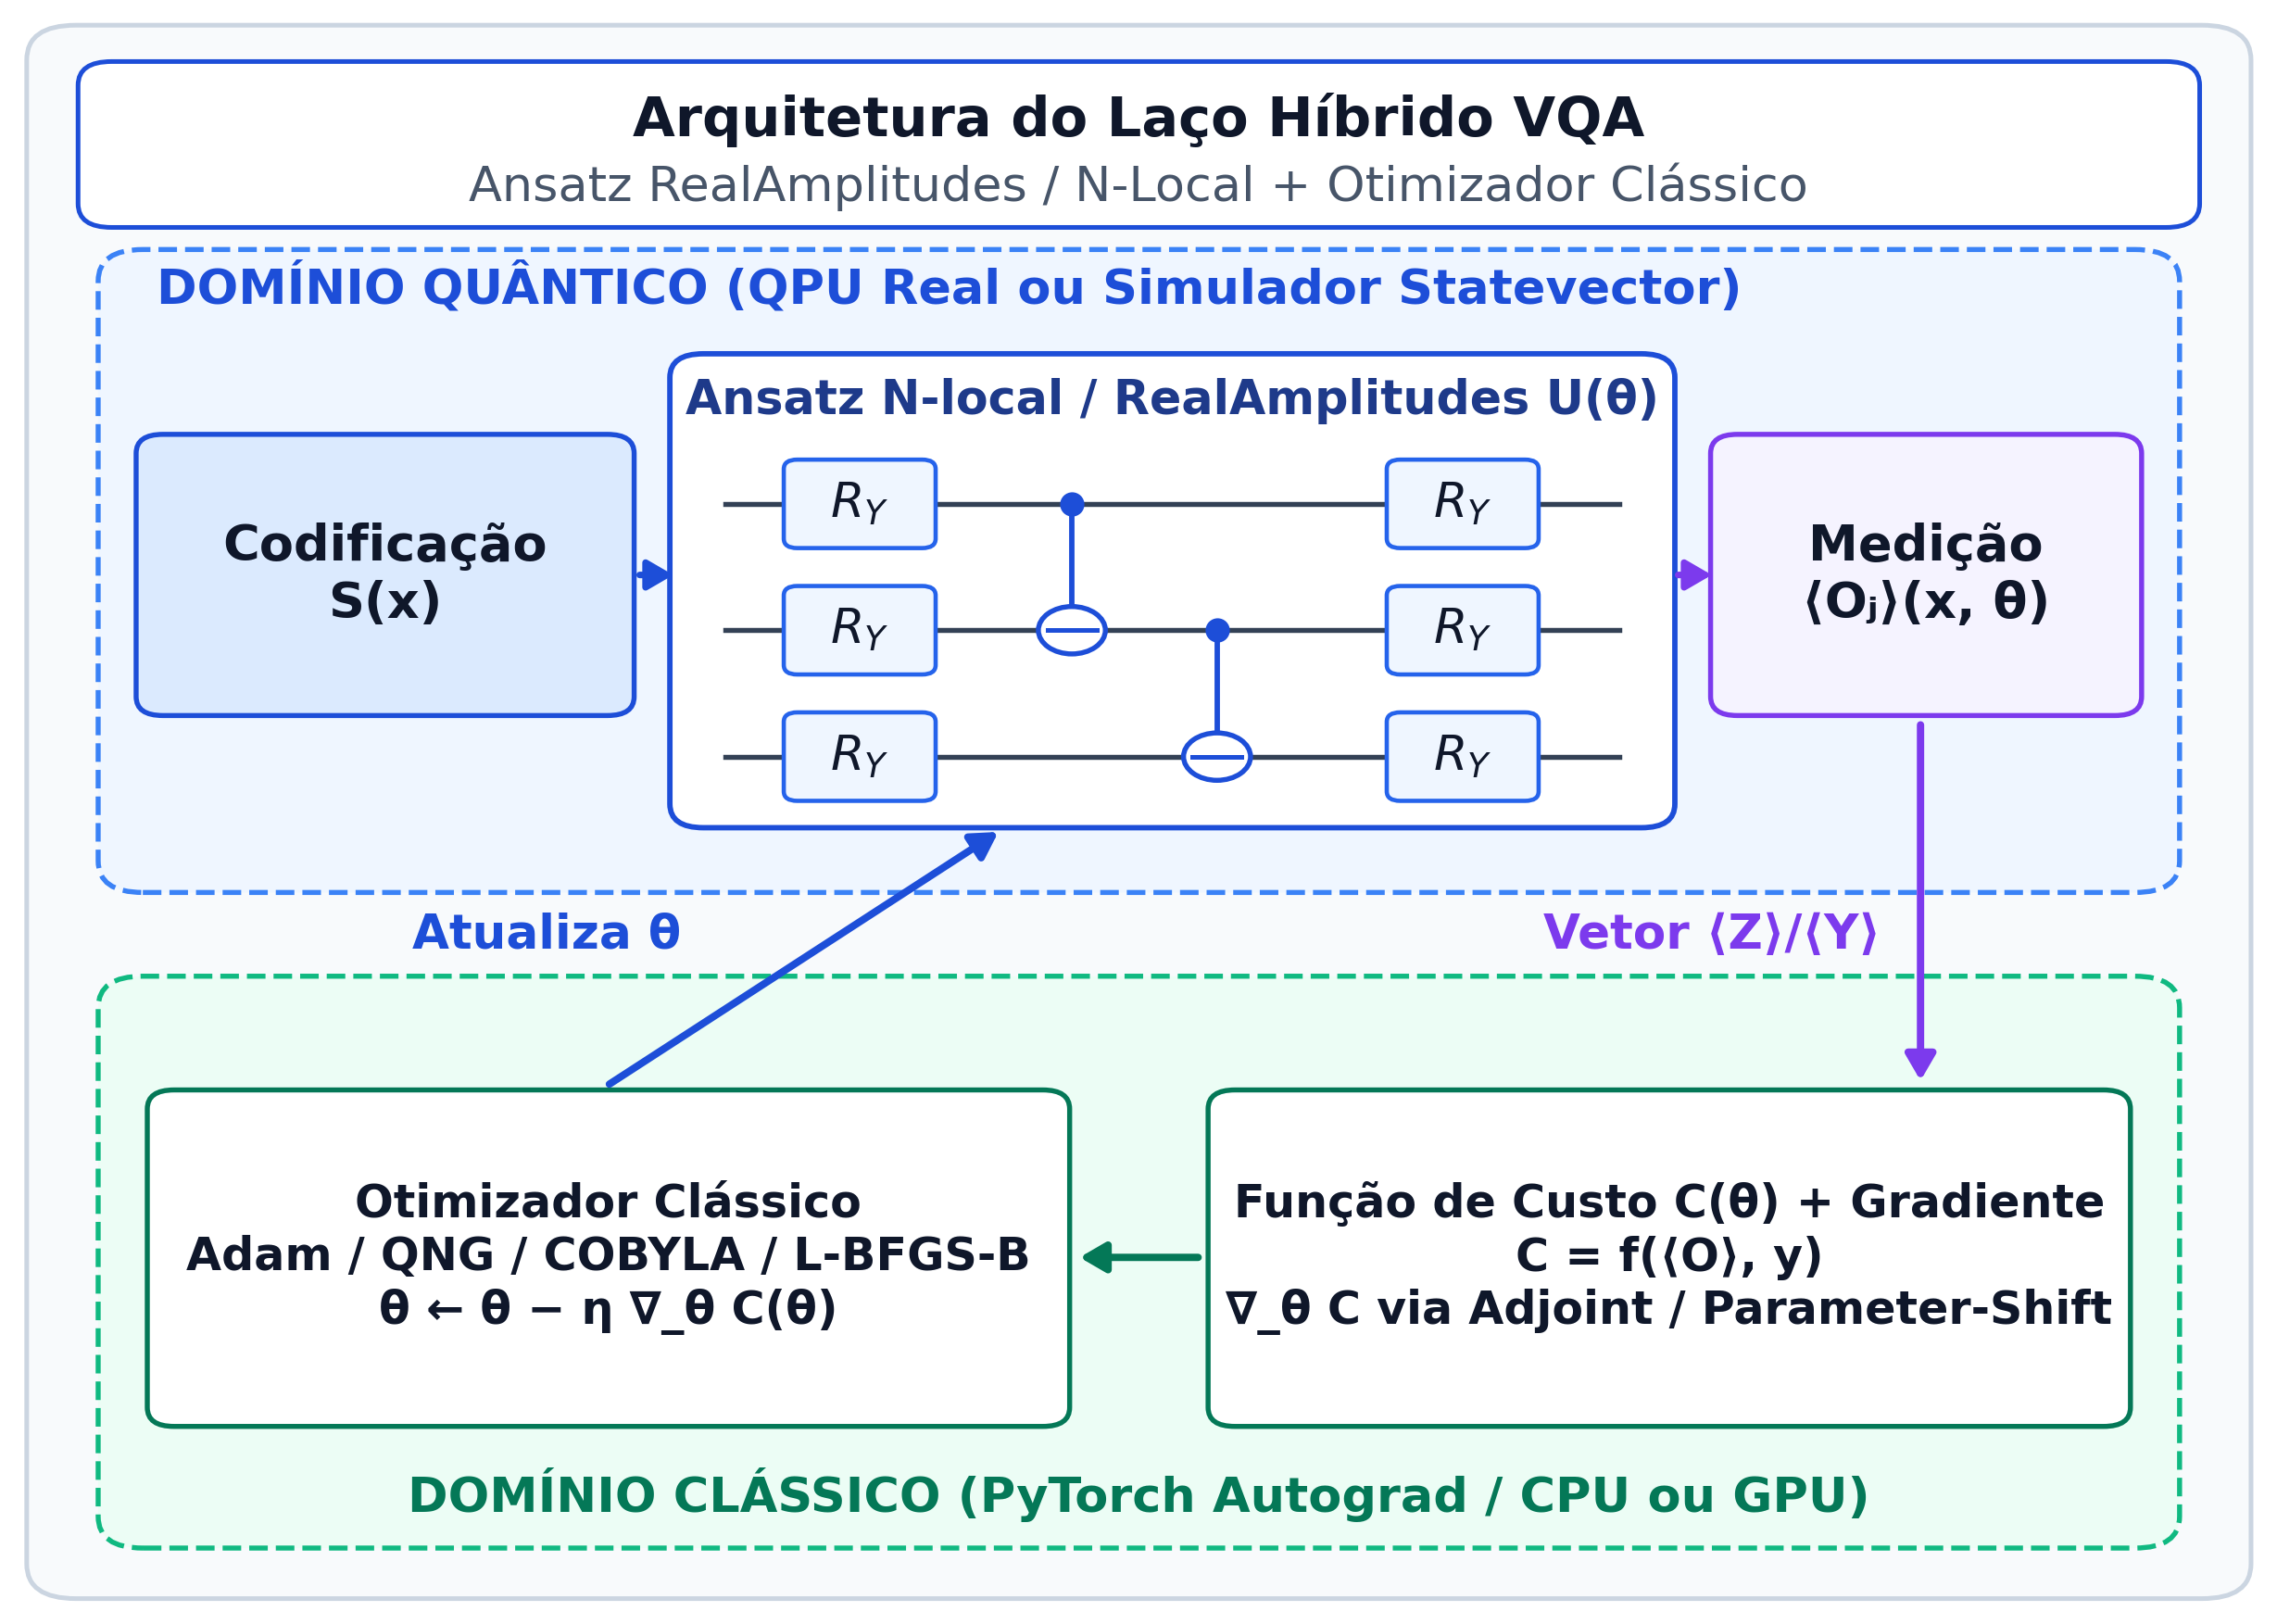 Arquitetura do Laço Híbrido VQA
Ansatz RealAmplitudes / N-Local + Otimizador Clássico
DOMÍNIO QUÂNTICO (QPU Real ou Simulador Statevector)
Codificação
S(x)
Ansatz N-local / RealAmplitudes U(θ)
R_Y
R_Y
R_Y
R_Y
R_Y
R_Y
Medição
⟨Oⱼ⟩(x, θ)
Atualiza θ
Vetor ⟨Z⟩/⟨Y⟩
Otimizador Clássico
Adam / QNG / COBYLA / L-BFGS-B
θ ← θ − η ∇_θ C(θ)
Função de Custo C(θ) + Gradiente
C = f(⟨O⟩, y)
∇_θ C via Adjoint / Parameter-Shift
DOMÍNIO CLÁSSICO (PyTorch Autograd / CPU ou GPU)